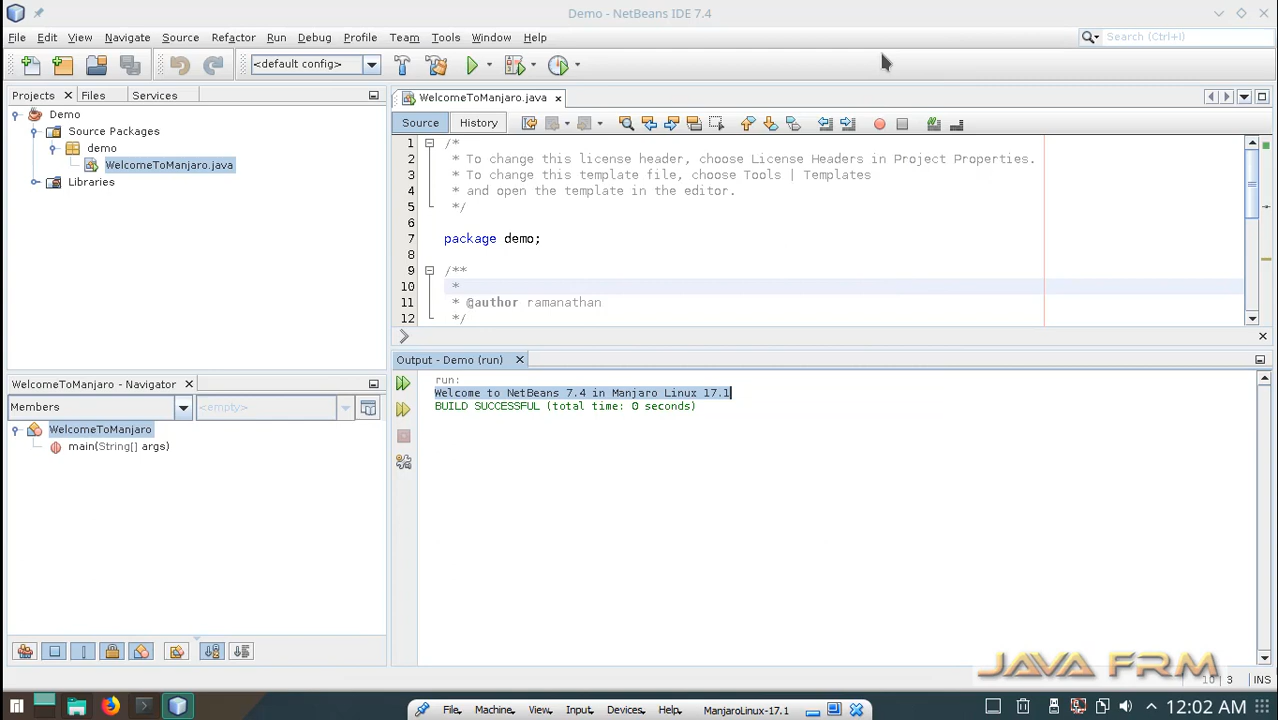 Demo - NetBeans IDE 7.4
File Edit View Navigate Source Refactor Run Debug Profile Team Tools Window Help
Search (Ctrl+I)
<default config>
Projects Files Services
WelcomeToManjaro.java
Demo
Source Packages
demo
WelcomeToManjaro.java
Libraries
Source History
1 /*
2 * To change this license header, choose License Headers in Project Properties.
3 * To change this template file, choose Tools | Templates
4 * and open the template in the editor.
5 */
6
7 package demo;
8
9 /**
10 *
11 * @author ramanathan
12 */
WelcomeToManjaro - Navigator
Members <empty>
WelcomeToManjaro
main(String[] args)
Output - Demo (run)
run:
Welcome to NetBeans 7.4 in Manjaro Linux 17.1
BUILD SUCCESSFUL (total time: 0 seconds)
JAVA FRM
10 3 INS
File Machine View Input Devices Help ManjaroLinux-17.1
12:02 AM